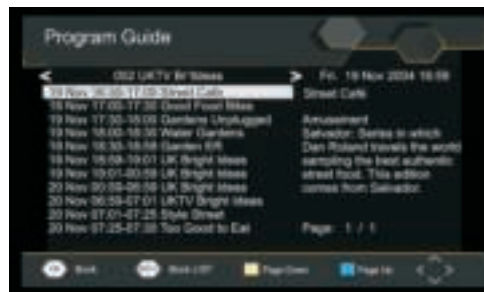 Program Guide
< 002 UKTV Br'Ideas >
Fri. 19 Nov 2004 16:59
19 Nov 16:30-17:00 Street Café
19 Nov 17:00-17:30 Good Food Bites
19 Nov 17:30-18:00 Gardens Unplugged
19 Nov 18:00-18:30 Water Gardens
19 Nov 18:30-18:59 Garden ER
19 Nov 18:59-19:01 UK Bright Ideas
19 Nov 19:01-00:59 UK Bright Ideas
20 Nov 00:59-06:59 UK Bright Ideas
20 Nov 06:59-07:01 UKTV Bright Ideas
20 Nov 07:01-07:25 Style Street
20 Nov 07:25-07:38 Too Good to Eat
Street Café
Amusement
Salvador: Series in which
Dan Roland travels the world
sampling the best authentic
street food. This edition
comes from Salvador.
Page: 1 / 1
Book
Book LIST
Page Down
Page Up